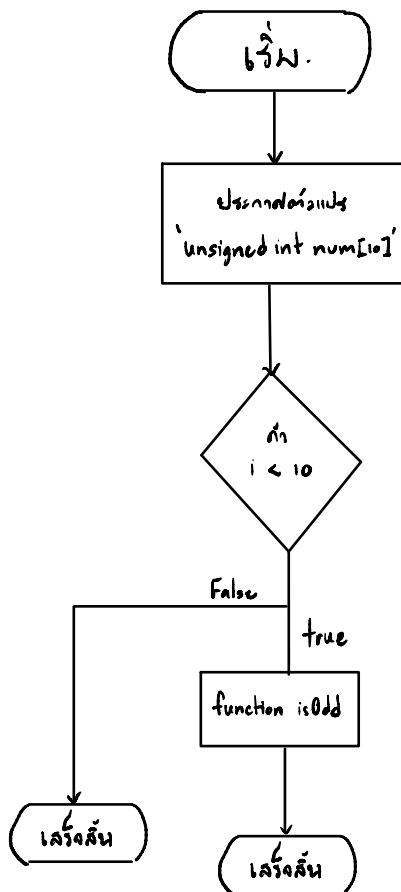 เริ่ม.
ประกาศตัวแปร
'unsigned int num[10]'
ถ้า
i < 10
False
true
function isOdd
เสร็จสิ้น
เสร็จสิ้น